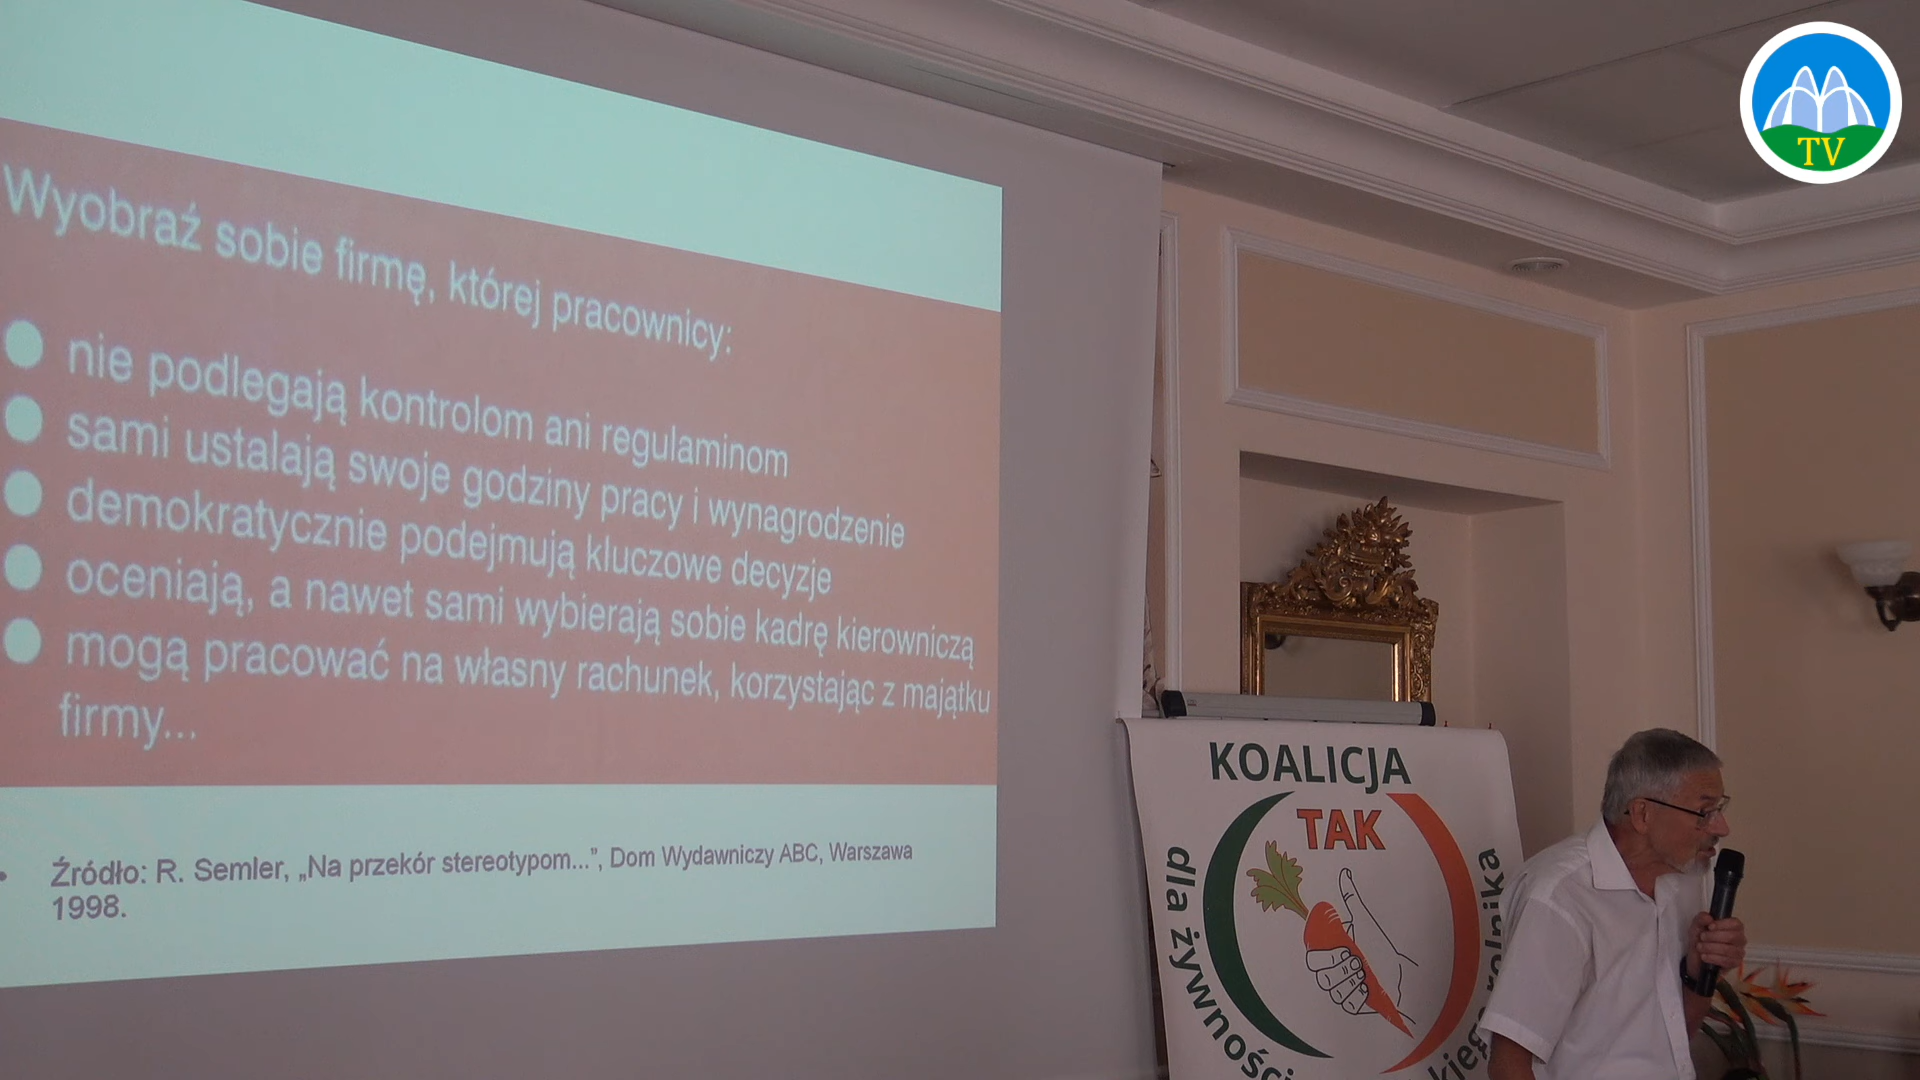 TV
Wyobraź sobie firmę, której pracownicy:
nie podlegają kontrolom ani regulaminom
sami ustalają swoje godziny pracy i wynagrodzenie
demokratycznie podejmują kluczowe decyzje
oceniają, a nawet sami wybierają sobie kadrę kierowniczą
mogą pracować na własny rachunek, korzystając z majątku
firmy...
Źródło: R. Semler, „Na przekór stereotypom...”, Dom Wydawniczy ABC, Warszawa
1998.
KOALICJA
TAK
dla żywności